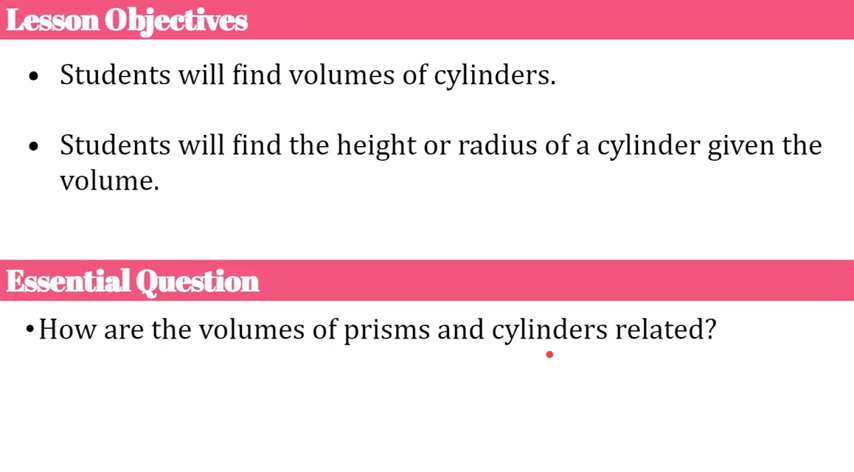 Lesson Objectives
• Students will find volumes of cylinders.
• Students will find the height or radius of a cylinder given the
volume.
Essential Question
•How are the volumes of prisms and cylinders related?